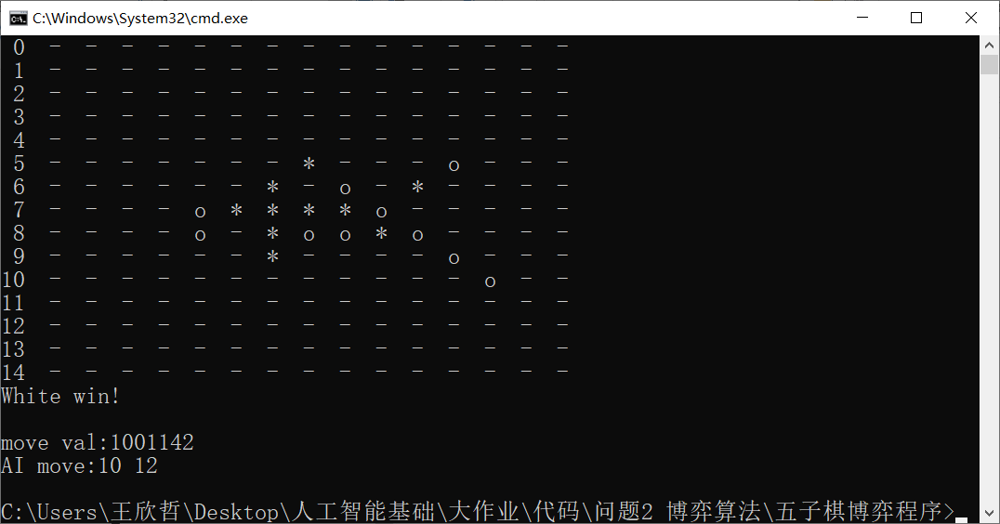 C:\Windows\System32\cmd.exe
 0  -  -  -  -  -  -  -  -  -  -  -  -  -  -  -
 1  -  -  -  -  -  -  -  -  -  -  -  -  -  -  -
 2  -  -  -  -  -  -  -  -  -  -  -  -  -  -  -
 3  -  -  -  -  -  -  -  -  -  -  -  -  -  -  -
 4  -  -  -  -  -  -  -  -  -  -  -  -  -  -  -
 5  -  -  -  -  -  -  -  *  -  -  -  o  -  -  -
 6  -  -  -  -  -  -  *  -  o  -  *  -  -  -  -
 7  -  -  -  -  o  *  *  *  *  o  -  -  -  -  -
 8  -  -  -  -  o  -  *  o  o  *  o  -  -  -  -
 9  -  -  -  -  -  -  *  -  -  -  -  o  -  -  -
10  -  -  -  -  -  -  -  -  -  -  -  -  o  -  -
11  -  -  -  -  -  -  -  -  -  -  -  -  -  -  -
12  -  -  -  -  -  -  -  -  -  -  -  -  -  -  -
13  -  -  -  -  -  -  -  -  -  -  -  -  -  -  -
14  -  -  -  -  -  -  -  -  -  -  -  -  -  -  -
White win!
move val:1001142
AI move:10 12
C:\Users\王欣哲\Desktop\人工智能基础\大作业\代码\问题2 博弈算法\五子棋博弈程序>